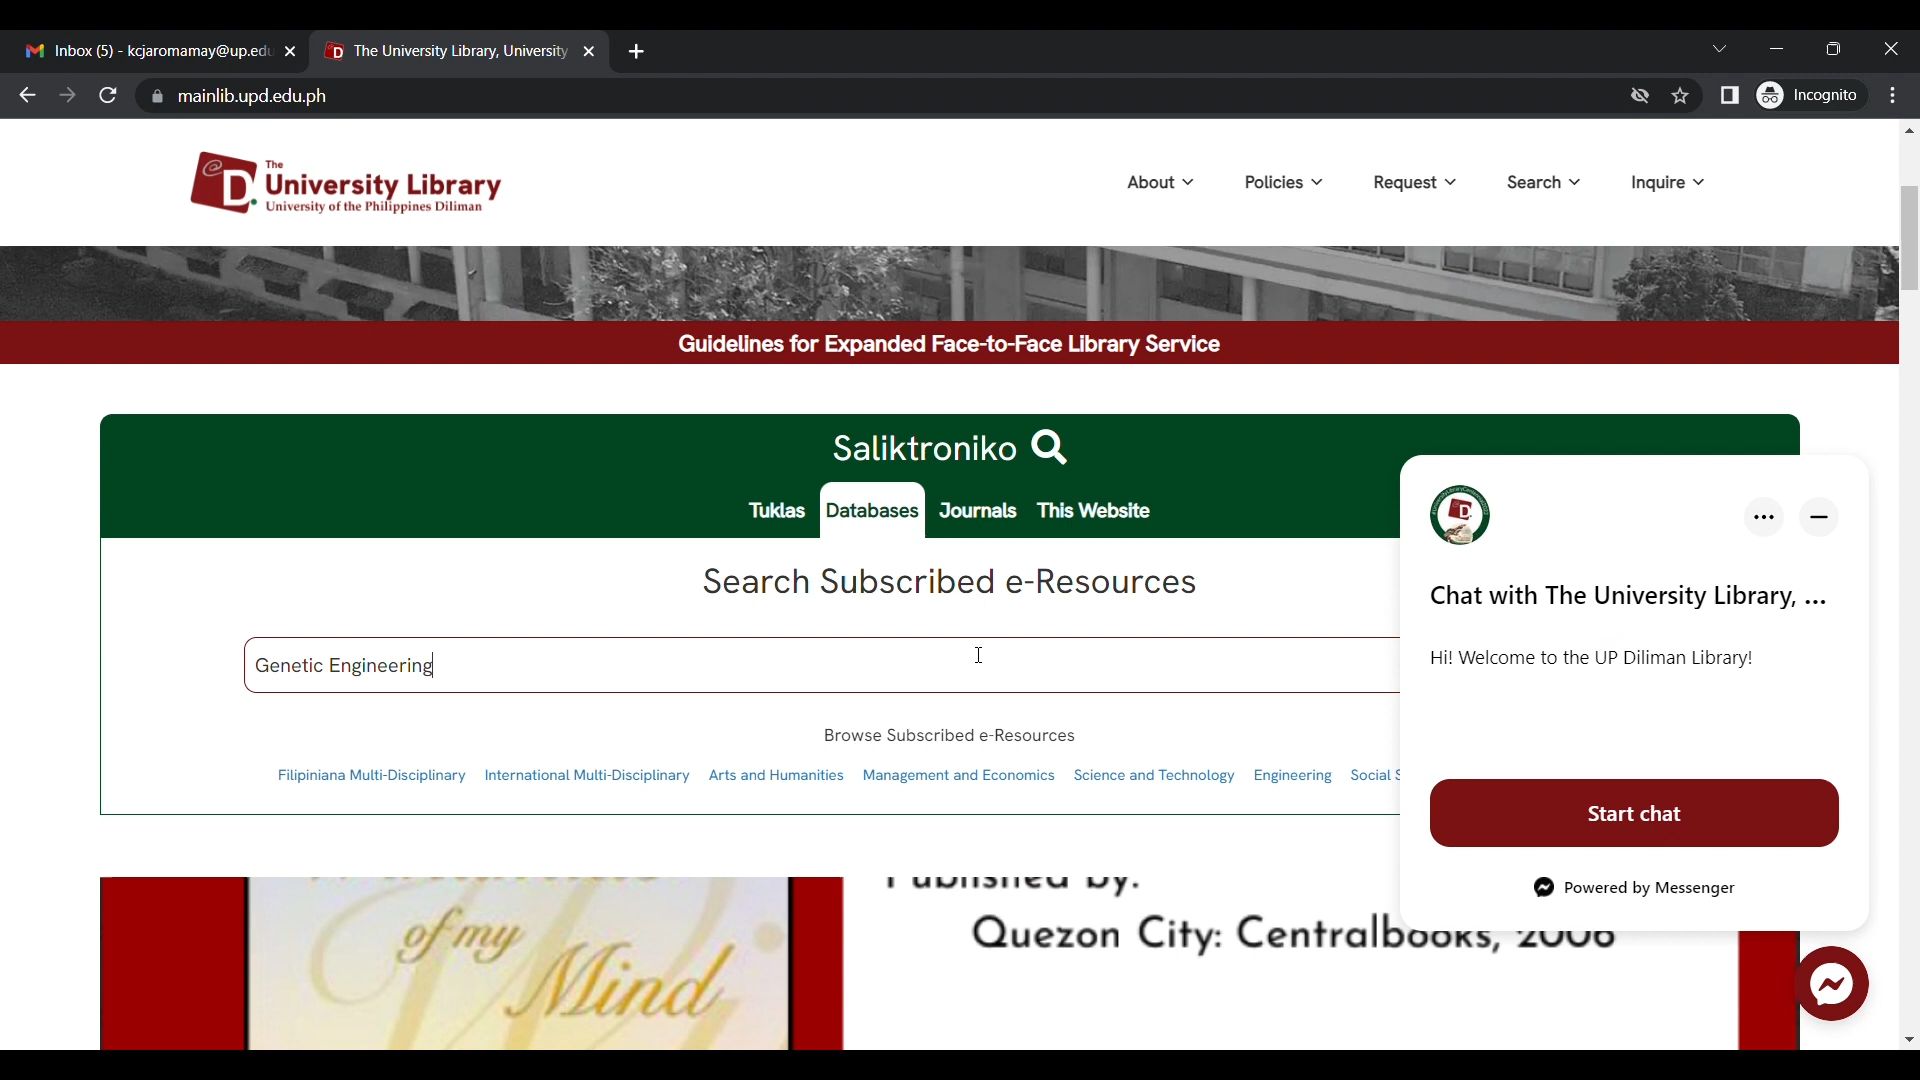 Inbox (5) - kcjaromamay@up.edu
The University Library, University
mainlib.upd.edu.ph
Incognito
The
University Library
University of the Philippines Diliman
About
Policies
Request
Search
Inquire
Guidelines for Expanded Face-to-Face Library Service
Saliktroniko
Tuklas
Databases
Journals
This Website
Search Subscribed e-Resources
Genetic Engineering
Browse Subscribed e-Resources
Filipiniana Multi-Disciplinary
International Multi-Disciplinary
Arts and Humanities
Management and Economics
Science and Technology
Engineering
Social S
Chat with The University Library, ...
Hi! Welcome to the UP Diliman Library!
Start chat
Powered by Messenger
of my
Mind
Published by:
Quezon City: Centralbooks, 2006